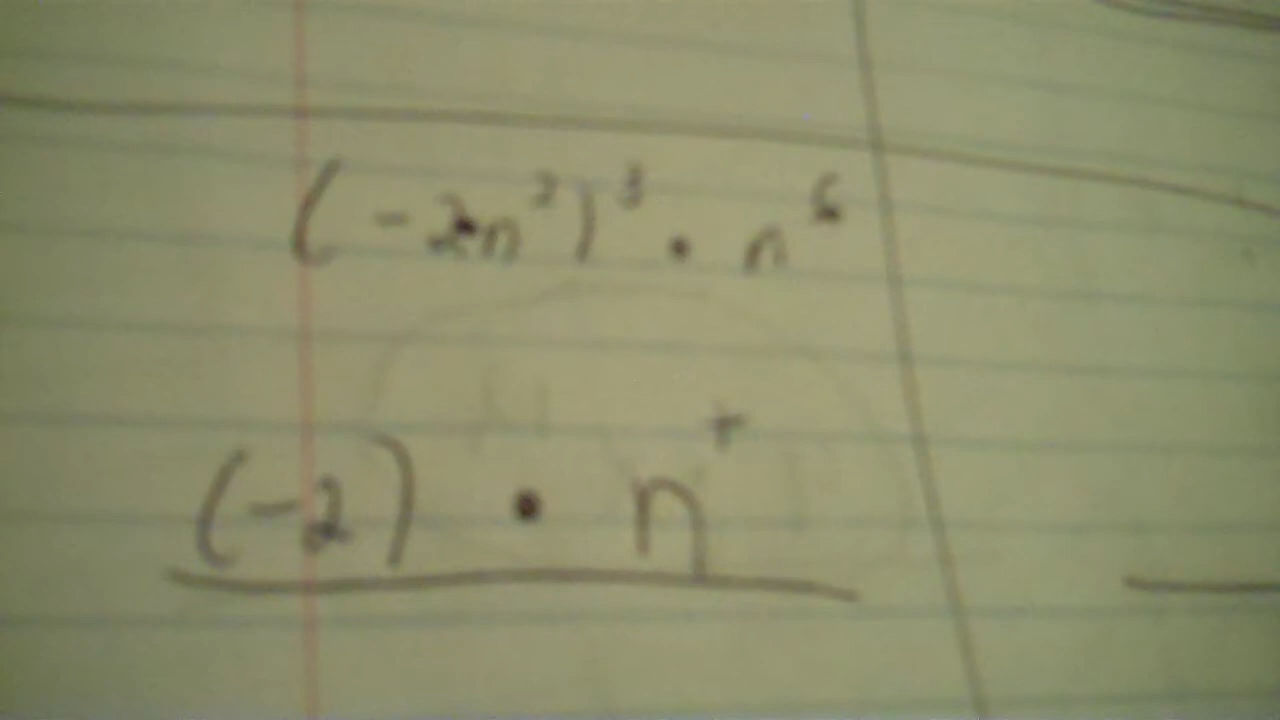 (-2n²)³ • n⁶
(-2) • n⁺